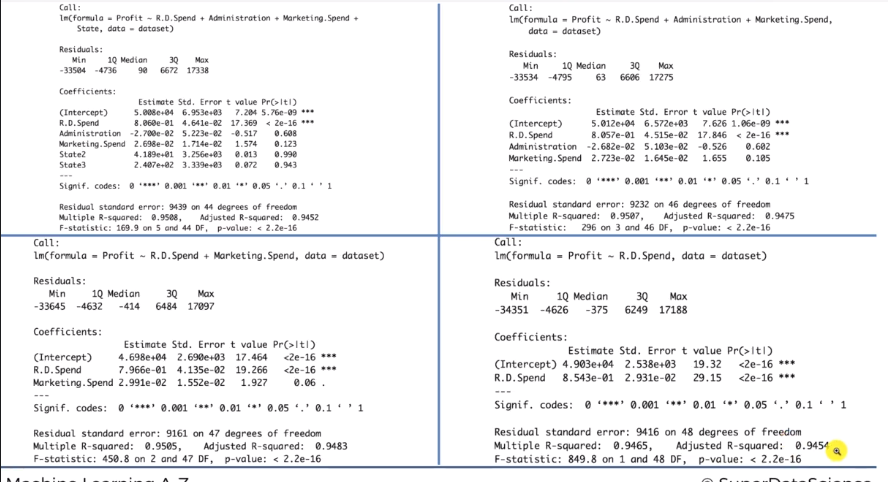 Call:
lm(formula = Profit ~ R.D.Spend + Administration + Marketing.Spend +
State, data = dataset)
Residuals:
Min 1Q Median 3Q Max
-33504 -4736 90 6672 17338
Coefficients:
Estimate Std. Error t value Pr(>|t|)
(Intercept) 5.008e+04 6.953e+03 7.204 5.76e-09 ***
R.D.Spend 8.060e-01 4.641e-02 17.369 < 2e-16 ***
Administration -2.700e-02 5.223e-02 -0.517 0.608
Marketing.Spend 2.698e-02 1.714e-02 1.574 0.123
State2 4.189e+01 3.256e+03 0.013 0.990
State3 2.407e+02 3.339e+03 0.072 0.943
---
Signif. codes: 0 '***' 0.001 '**' 0.01 '*' 0.05 '.' 0.1 ' ' 1
Residual standard error: 9439 on 44 degrees of freedom
Multiple R-squared: 0.9508, Adjusted R-squared: 0.9452
F-statistic: 169.9 on 5 and 44 DF, p-value: < 2.2e-16
Call:
lm(formula = Profit ~ R.D.Spend + Administration + Marketing.Spend,
data = dataset)
Residuals:
Min 1Q Median 3Q Max
-33534 -4795 63 6606 17275
Coefficients:
Estimate Std. Error t value Pr(>|t|)
(Intercept) 5.012e+04 6.572e+03 7.626 1.06e-09 ***
R.D.Spend 8.057e-01 4.515e-02 17.846 < 2e-16 ***
Administration -2.682e-02 5.103e-02 -0.526 0.602
Marketing.Spend 2.723e-02 1.645e-02 1.655 0.105
---
Signif. codes: 0 '***' 0.001 '**' 0.01 '*' 0.05 '.' 0.1 ' ' 1
Residual standard error: 9232 on 46 degrees of freedom
Multiple R-squared: 0.9507, Adjusted R-squared: 0.9475
F-statistic: 296 on 3 and 46 DF, p-value: < 2.2e-16
Call:
lm(formula = Profit ~ R.D.Spend + Marketing.Spend, data = dataset)
Residuals:
Min 1Q Median 3Q Max
-33645 -4632 -414 6484 17097
Coefficients:
Estimate Std. Error t value Pr(>|t|)
(Intercept) 4.698e+04 2.690e+03 17.464 <2e-16 ***
R.D.Spend 7.966e-01 4.135e-02 19.266 <2e-16 ***
Marketing.Spend 2.991e-02 1.552e-02 1.927 0.06 .
---
Signif. codes: 0 '***' 0.001 '**' 0.01 '*' 0.05 '.' 0.1 ' ' 1
Residual standard error: 9161 on 47 degrees of freedom
Multiple R-squared: 0.9505, Adjusted R-squared: 0.9483
F-statistic: 450.8 on 2 and 47 DF, p-value: < 2.2e-16
Call:
lm(formula = Profit ~ R.D.Spend, data = dataset)
Residuals:
Min 1Q Median 3Q Max
-34351 -4626 -375 6249 17188
Coefficients:
Estimate Std. Error t value Pr(>|t|)
(Intercept) 4.903e+04 2.538e+03 19.32 <2e-16 ***
R.D.Spend 8.543e-01 2.931e-02 29.15 <2e-16 ***
---
Signif. codes: 0 '***' 0.001 '**' 0.01 '*' 0.05 '.' 0.1 ' ' 1
Residual standard error: 9416 on 48 degrees of freedom
Multiple R-squared: 0.9465, Adjusted R-squared: 0.9454
F-statistic: 849.8 on 1 and 48 DF, p-value: < 2.2e-16
Machine Learning A-Z
© SuperDataScience